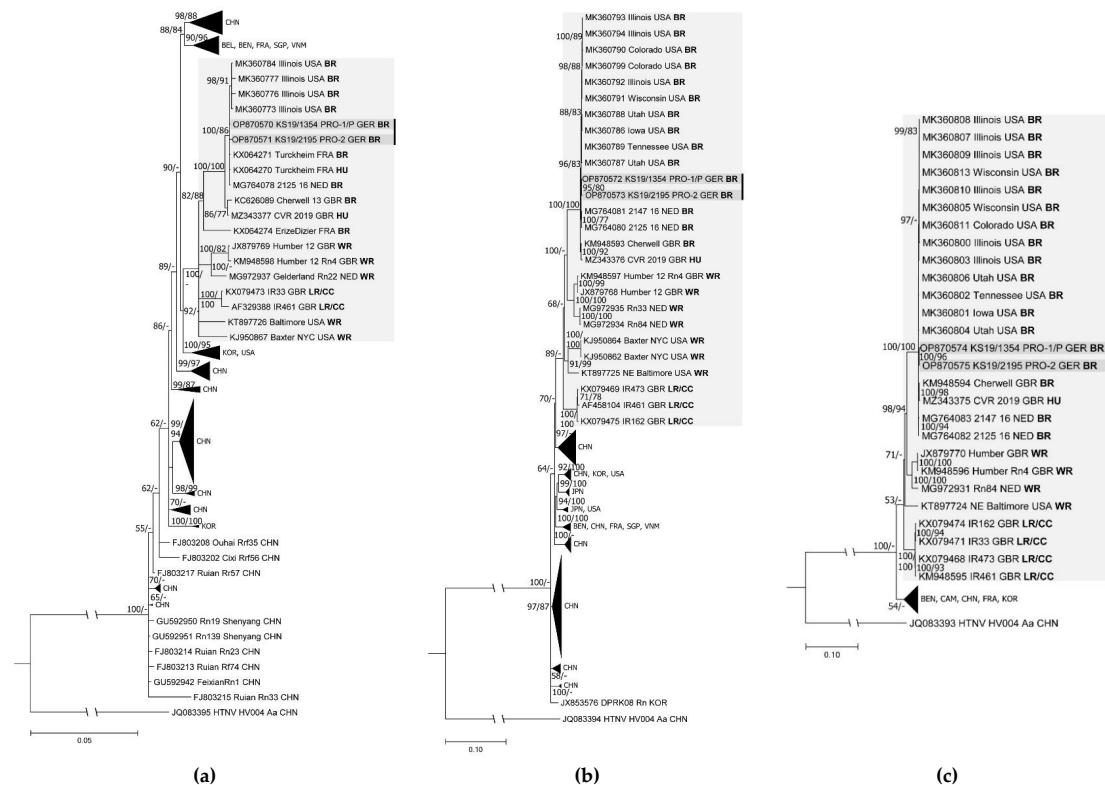 98/88
CHN
88/84
90/96
BEL, BEN, FRA, SGP, VNM
MK360784 Illinois USA BR
98/91
MK360777 Illinois USA BR
MK360776 Illinois USA BR
MK360773 Illinois USA BR
OP870570 KS19/1354 PRO-1/P GER BR
100/86
OP870571 KS19/2195 PRO-2 GER BR
KX064271 Turckheim FRA BR
90/-
100/100
KX064270 Turckheim FRA HU
MG764078 2125 16 NED BR
82/88
KC626089 Cherwell 13 GBR BR
86/77
MZ343377 CVR 2019 GBR HU
KX064274 ErizeDizier FRA BR
JX879769 Humber 12 GBR WR
100/82
KM948598 Humber 12 Rn4 GBR WR
89/-
100/-
100/
-
MG972937 Gelderland Rn22 NED WR
KX079473 IR33 GBR LR/CC
100/
100
AF329388 IR461 GBR LR/CC
92/-
KT897726 Baltimore USA WR
86/-
KJ950867 Baxter NYC USA WR
100/95
KOR, USA
99/97
CHN
99/87
CHN
62/-
99/
94
CHN
98/99
CHN
62/-
70/-
CHN
100/100
KOR
55/-
FJ803208 Ouhai Rrf35 CHN
FJ803202 Cixi Rrf56 CHN
FJ803217 Ruian Rr57 CHN
70/-
CHN
65/-
CHN
100/-
GU592950 Rn19 Shenyang CHN
GU592951 Rn139 Shenyang CHN
FJ803214 Ruian Rn23 CHN
FJ803213 Ruian Rf74 CHN
GU592942 FeixianRn1 CHN
FJ803215 Ruian Rn33 CHN
JQ083395 HTNV HV004 Aa CHN
0.05
(a)
MK360793 Illinois USA BR
100/89
MK360794 Illinois USA BR
MK360790 Colorado USA BR
98/88
MK360799 Colorado USA BR
MK360792 Illinois USA BR
MK360791 Wisconsin USA BR
88/83
MK360788 Utah USA BR
MK360786 Iowa USA BR
MK360789 Tennessee USA BR
96/83
MK360787 Utah USA BR
OP870572 KS19/1354 PRO-1/P GER BR
95/80
OP870573 KS19/2195 PRO-2 GER BR
100/100
MG764081 2147 16 NED BR
100/77
MG764080 2125 16 NED BR
KM948593 Cherwell GBR BR
100/92
MZ343376 CVR 2019 GBR HU
KM948597 Humber 12 Rn4 GBR WR
100/99
JX879768 Humber 12 GBR WR
100/100
68/-
MG972935 Rn33 NED WR
100/100
MG972934 Rn84 NED WR
100/
100
KJ950864 Baxter NYC USA WR
89/-
KJ950862 Baxter NYC USA WR
91/99
KT897725 NE Baltimore USA WR
KX079469 IR473 GBR LR/CC
71/78
70/-
AF458104 IR461 GBR LR/CC
100/
100
KX079475 IR162 GBR LR/CC
97/-
CHN
64/-
92/100
CHN, KOR, USA
99/100
JPN
94/100
JPN, USA
100/100
BEN, CHN, FRA, SGP, VNM
100/-
CHN
100/-
97/87
CHN
CHN
58/-
CHN
100/-
JX853576 DPRK08 Rn KOR
JQ083394 HTNV HV004 Aa CHN
0.10
(b)
MK360808 Illinois USA BR
99/83
MK360807 Illinois USA BR
MK360809 Illinois USA BR
MK360813 Wisconsin USA BR
MK360810 Illinois USA BR
MK360805 Wisconsin USA BR
97/-
MK360811 Colorado USA BR
MK360800 Illinois USA BR
MK360803 Illinois USA BR
MK360806 Utah USA BR
MK360802 Tennessee USA BR
MK360801 Iowa USA BR
MK360804 Utah USA BR
100/100
OP870574 KS19/1354 PRO-1/P GER BR
100/96
OP870575 KS19/2195 PRO-2 GER BR
KM948594 Cherwell GBR BR
100/98
MZ343375 CVR 2019 GBR HU
98/94
MG764083 2147 16 NED BR
100/94
MG764082 2125 16 NED BR
JX879770 Humber GBR WR
71/-
100/100
KM948596 Humber Rn4 GBR WR
100/100
MG972931 Rn84 NED WR
53/-
KT897724 NE Baltimore USA WR
KX079474 IR162 GBR LR/CC
100/94
KX079471 IR33 GBR LR/CC
100/-
100/
100
KX079468 IR473 GBR LR/CC
100/93
KM948595 IR461 GBR LR/CC
BEN, CAM, CHN, FRA, KOR
54/-
JQ083393 HTNV HV004 Aa CHN
0.10
(c)